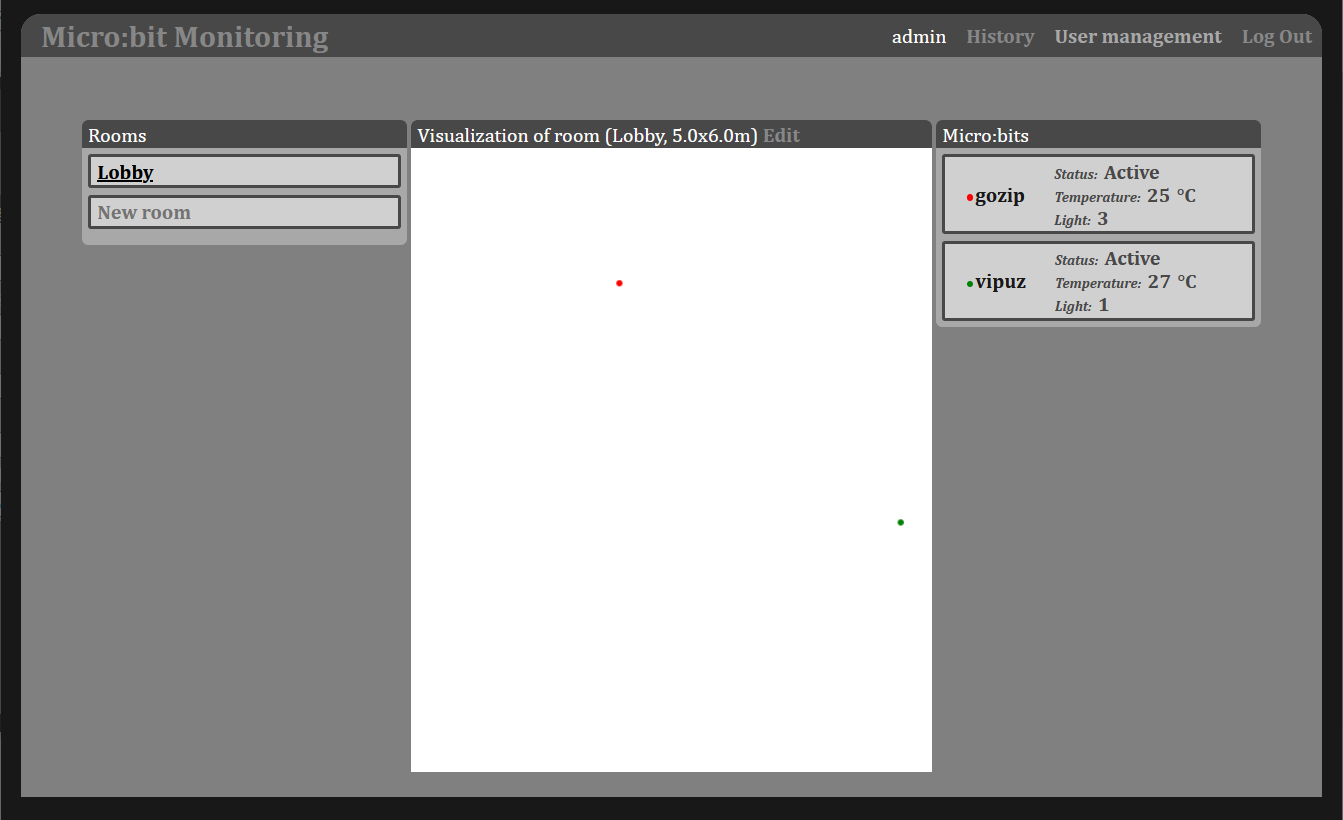 Micro:bit Monitoring
admin History User management Log Out
Rooms
Lobby
New room
Visualization of room (Lobby, 5.0x6.0m) Edit
Micro:bits
gozip
Status: Active
Temperature: 25 °C
Light: 3
vipuz
Status: Active
Temperature: 27 °C
Light: 1